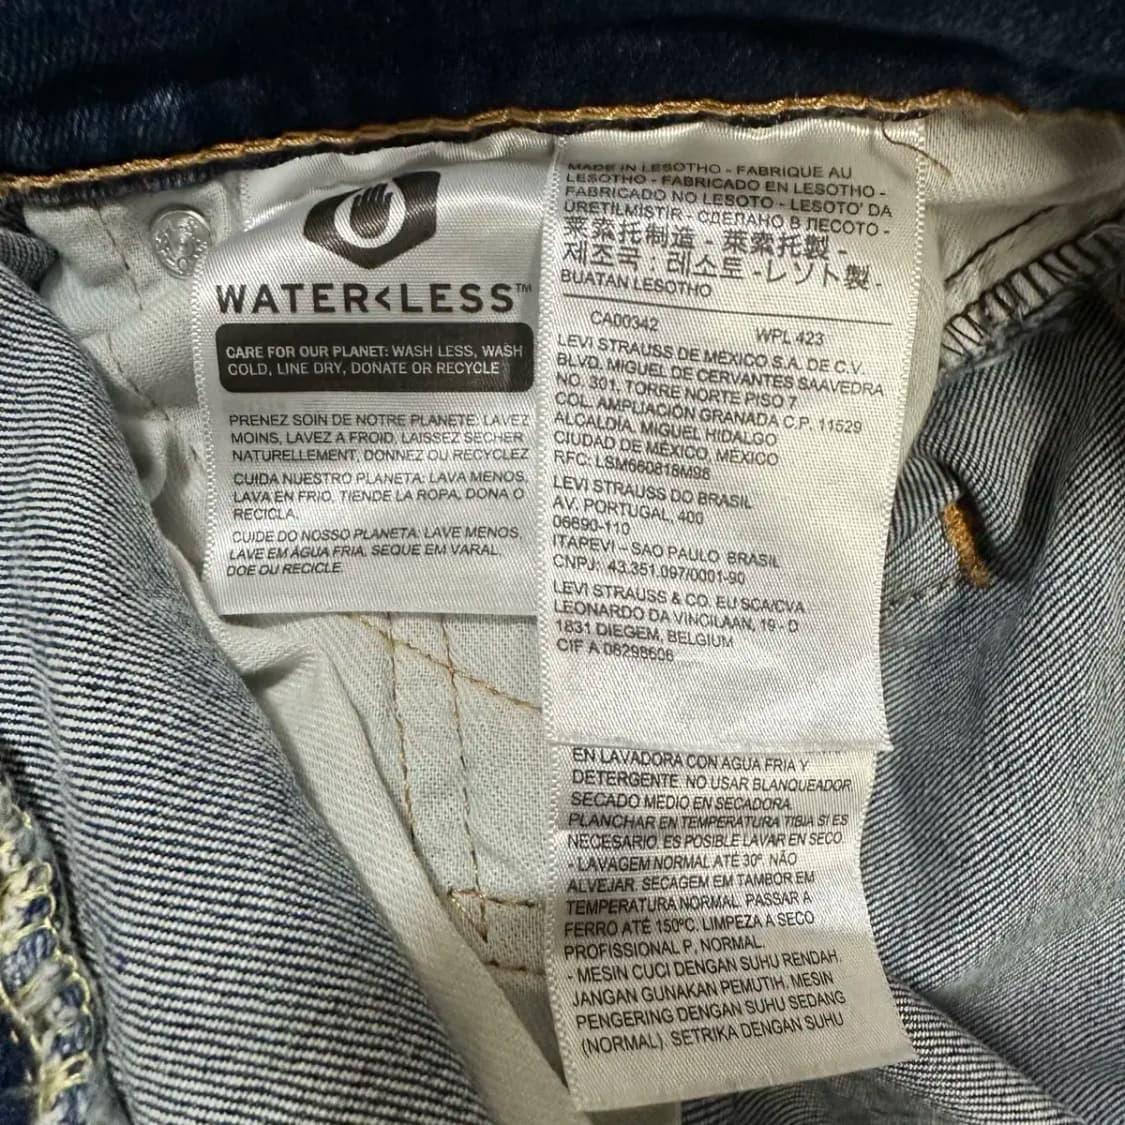 WATER<LESS™
CARE FOR OUR PLANET: WASH LESS, WASH
COLD, LINE DRY, DONATE OR RECYCLE
PRENEZ SOIN DE NOTRE PLANETE: LAVEZ
MOINS, LAVEZ A FROID, LAISSEZ SECHER
NATURELLEMENT, DONNEZ OU RECYCLEZ
CUIDA NUESTRO PLANETA: LAVA MENOS,
LAVA EN FRIO, TIENDE LA ROPA, DONA O
RECICLA.
CUIDE DO NOSSO PLANETA: LAVE MENOS,
LAVE EM ÁGUA FRIA, SEQUE EM VARAL,
DOE OU RECICLE.
MADE IN LESOTHO - FABRIQUE AU
LESOTHO - FABRICADO EN LESOTHO -
FABRICADO NO LESOTO - LESOTO' DA
ÜRETILMISTIR - СДЕЛАНО В ЛЕСОТО -
莱索托制造 - 萊索托製 -
제조국 : 레소토 -レソト製 -
BUATAN LESOTHO
CA00342 WPL 423
LEVI STRAUSS DE MÉXICO S.A. DE C.V.
BLVD. MIGUEL DE CERVANTES SAAVEDRA
NO. 301, TORRE NORTE PISO 7
COL. AMPLIACIÓN GRANADA C.P. 11529
ALCALDÍA, MIGUEL HIDALGO
CIUDAD DE MÉXICO, MÉXICO
RFC: LSM660816M98
LEVI STRAUSS DO BRASIL
AV. PORTUGAL, 400
06690-110
ITAPEVI – SAO PAULO BRASIL
CNPJ: 43.351.097/0001-90
LEVI STRAUSS & CO. EU SCA/CVA
LEONARDO DA VINCILAAN, 19 - D
1831 DIEGEM, BELGIUM
CIF A 08298606
EN LAVADORA CON AGUA FRIA Y
DETERGENTE. NO USAR BLANQUEADOR
SECADO MEDIO EN SECADORA.
PLANCHAR EN TEMPERATURA TIBIA SI ES
NECESARIO. ES POSIBLE LAVAR EN SECO.
- LAVAGEM NORMAL ATÉ 30º. NÃO
ALVEJAR. SECAGEM EM TAMBOR EM
TEMPERATURA NORMAL. PASSAR A
FERRO ATÉ 150ºC. LIMPEZA A SECO
PROFISSIONAL P, NORMAL.
- MESIN CUCI DENGAN SUHU RENDAH.
JANGAN GUNAKAN PEMUTIH. MESIN
PENGERING DENGAN SUHU SEDANG
(NORMAL). SETRIKA DENGAN SUHU